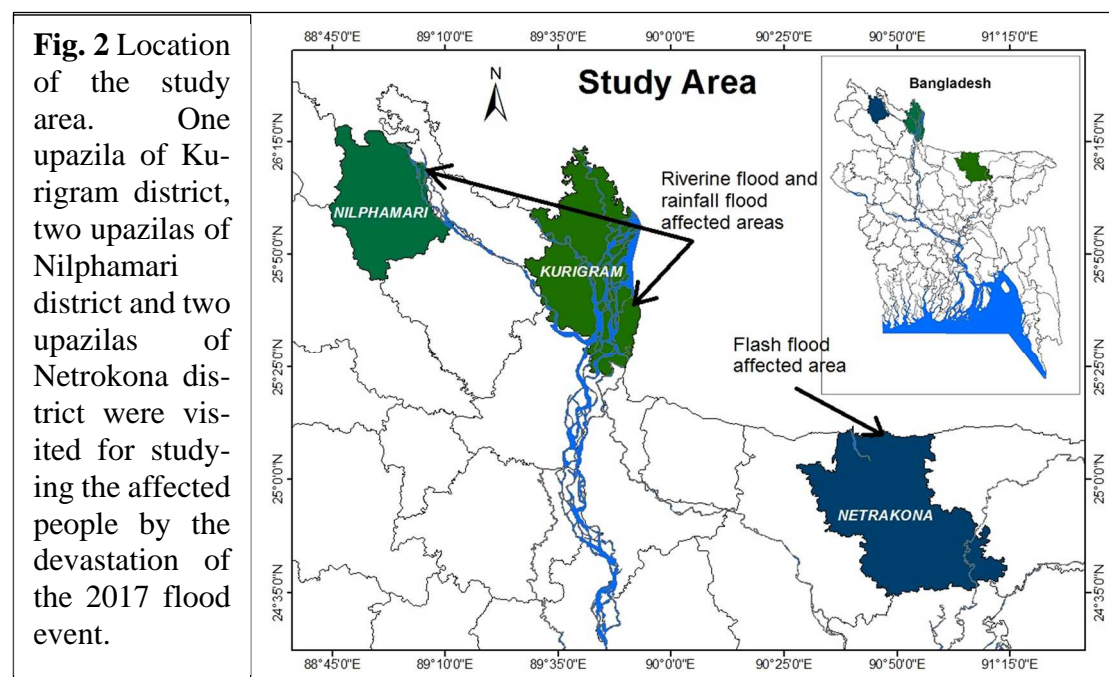 Fig. 2 Location
of the study
area. One
upazila of Ku-
rigram district,
two upazilas of
Nilphamari
district and two
upazilas of
Netrokona dis-
trict were vis-
ited for study-
ing the affected
people by the
devastation of
the 2017 flood
event.
88°45'0"E 89°10'0"E 89°35'0"E 90°0'0"E 90°25'0"E 90°50'0"E 91°15'0"E
N
Study Area
Bangladesh
26°15'0"N
26°15'0"N
Riverine flood and
rainfall flood
affected areas
NILPHAMARI
KURIGRAM
25°50'0"N
25°50'0"N
Flash flood
affected area
25°25'0"N
25°25'0"N
25°0'0"N
25°0'0"N
NETRAKONA
24°35'0"N
24°35'0"N
88°45'0"E 89°10'0"E 89°35'0"E 90°0'0"E 90°25'0"E 90°50'0"E 91°15'0"E